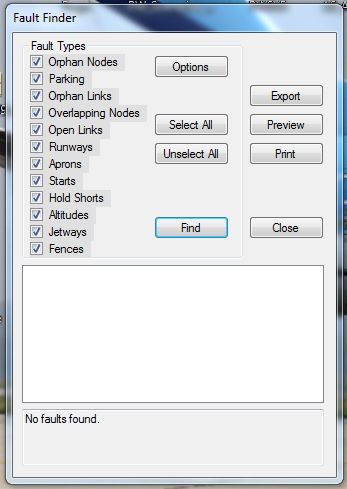 Fault Finder
Fault Types
Orphan Nodes
Parking
Orphan Links
Overlapping Nodes
Open Links
Runways
Aprons
Starts
Hold Shorts
Altitudes
Jetways
Fences
Options
Select All
Unselect All
Find
Export
Preview
Print
Close
No faults found.